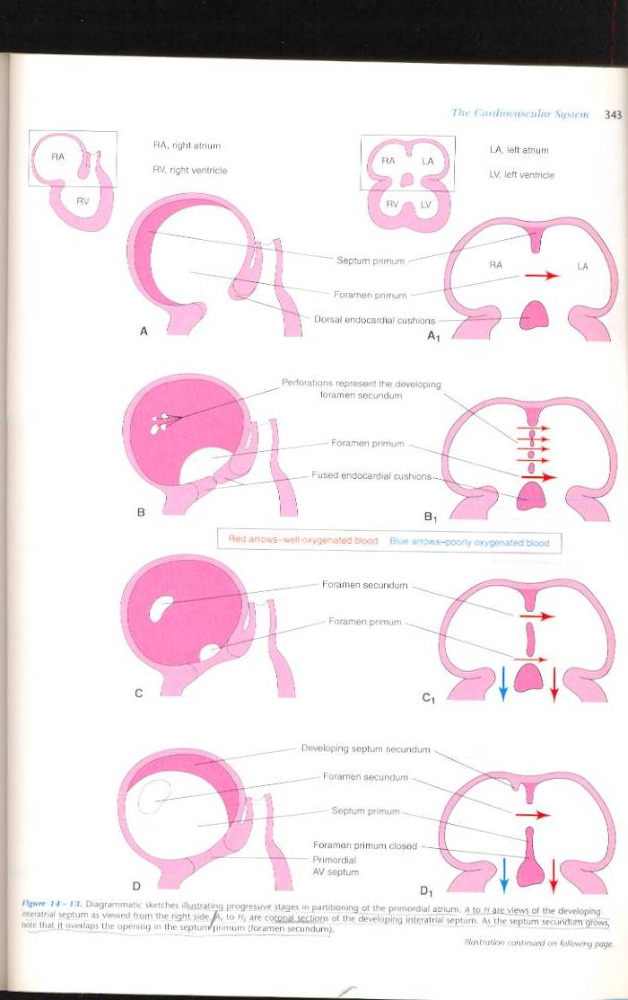 The Cardiovascular System 343
RA
RV
RA, right atrium
RV, right ventricle
RA LA
RV LV
LA, left atrium
LV, left ventricle
Septum primum
RA
LA
Foramen primum
Dorsal endocardial cushions
A
A1
Perforations represent the developing
foramen secundum
Foramen primum
Fused endocardial cushions
B
B1
Red arrows–well oxygenated blood Blue arrows–poorly oxygenated blood
Foramen secundum
Foramen primum
C
C1
Developing septum secundum
Foramen secundum
Septum primum
Foramen primum closed
Primordial
AV septum
D
D1
Figure 14–13. Diagrammatic sketches illustrating progressive stages in partitioning of the primordial atrium. A to H are views of the developing
interatrial septum as viewed from the right side. A1 to H1 are coronal sections of the developing interatrial septum. As the septum secundum grows,
note that it overlaps the opening in the septum primum (foramen secundum).
Illustration continued on following page.